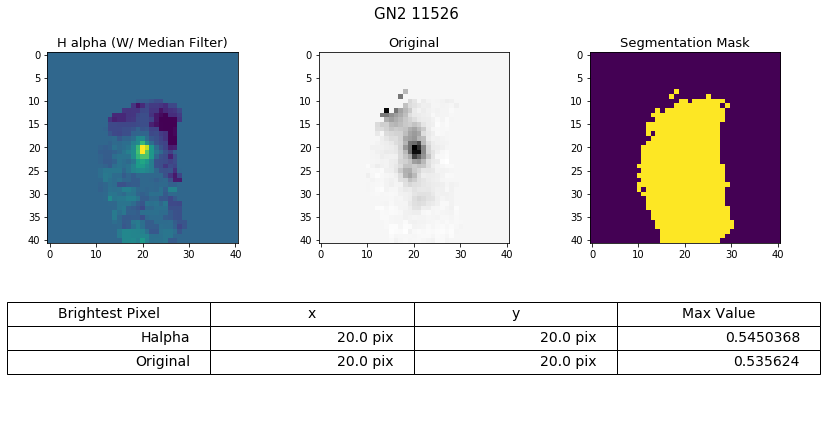 GN2 11526
H alpha (W/ Median Filter)
Original
Segmentation Mask
0
5
10
15
20
25
30
35
40
0 10 20 30 40
0
5
10
15
20
25
30
35
40
0 10 20 30 40
0
5
10
15
20
25
30
35
40
0 10 20 30 40
Brightest Pixel x y Max Value
Halpha 20.0 pix 20.0 pix 0.5450368
Original 20.0 pix 20.0 pix 0.535624